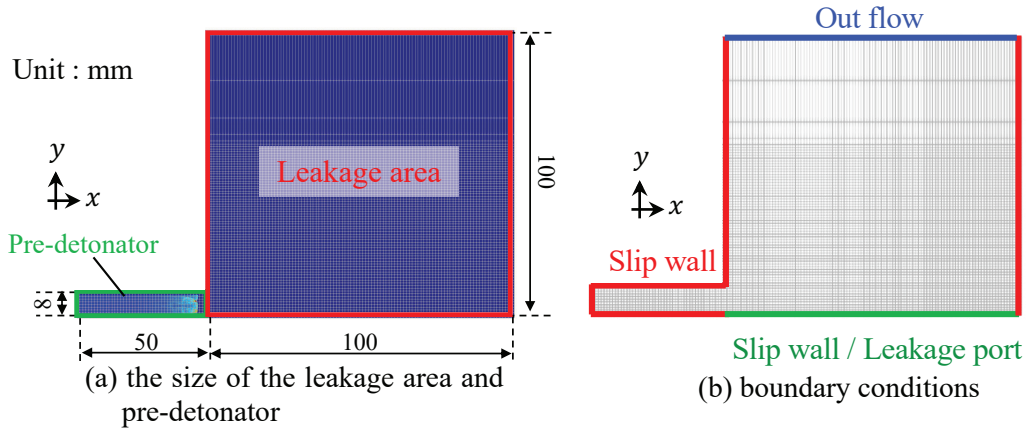 Out flow
Unit : mm
y
x
Leakage area
100
y
x
Pre-detonator
Slip wall
8
50
100
Slip wall / Leakage port
(a) the size of the leakage area and
pre-detonator
(b) boundary conditions